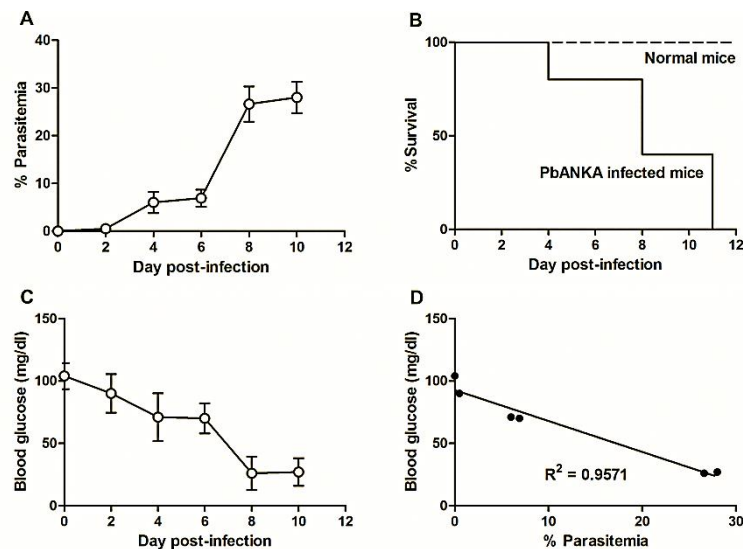 A
% Parasitemia
40
30
20
10
0
0 2 4 6 8 10 12
Day post-infection
B
% Survival
100
50
0
Normal mice
PbANKA infected mice
0 2 4 6 8 10 12
Day post-infection
C
Blood glucose (mg/dl)
150
100
50
0
0 2 4 6 8 10 12
Day post-infection
D
Blood glucose (mg/dl)
150
100
50
0
R² = 0.9571
0 10 20 30
% Parasitemia